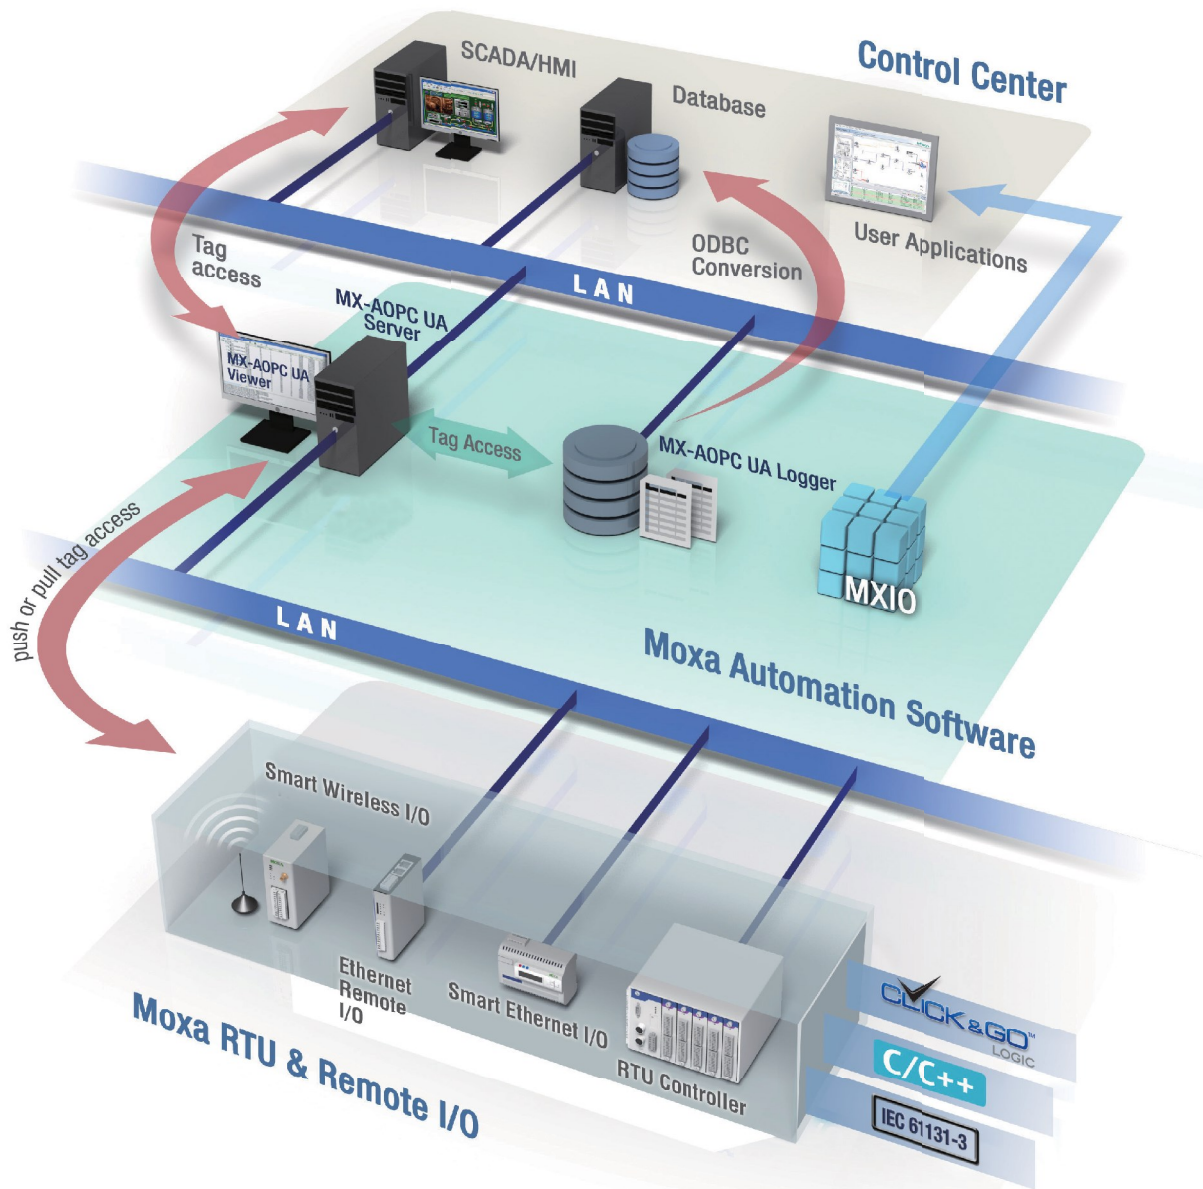 Control Center
SCADA/HMI
Database
User Applications
Tag
access
ODBC
Conversion
LAN
MX-AOPC UA
Server
MX-AOPC UA
Viewer
Tag Access
MX-AOPC UA Logger
MXIO
push or pull tag access
LAN
Moxa Automation Software
Smart Wireless I/O
Ethernet
Remote
I/O
Smart Ethernet I/O
RTU Controller
Moxa RTU & Remote I/O
CLICK&GO™
LOGIC
C/C++
IEC 61131-3